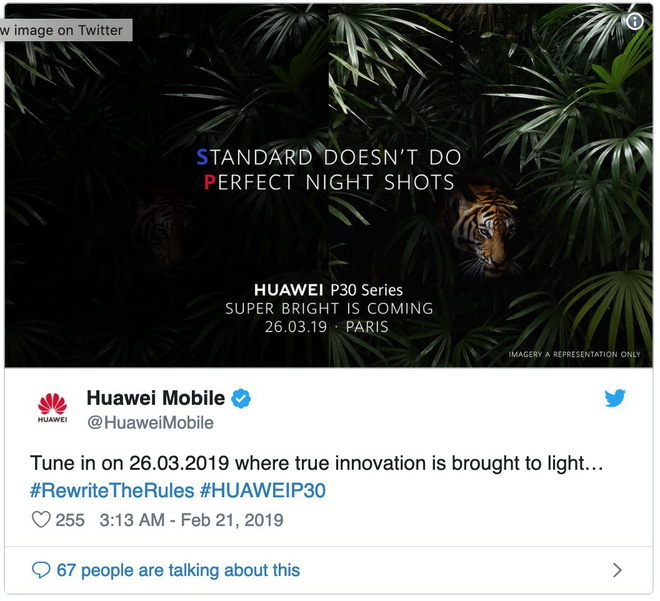 w image on Twitter
STANDARD DOESN'T DO
PERFECT NIGHT SHOTS
HUAWEI P30 Series
SUPER BRIGHT IS COMING
26.03.19 · PARIS
IMAGERY A REPRESENTATION ONLY
HUAWEI
Huawei Mobile
@HuaweiMobile
Tune in on 26.03.2019 where true innovation is brought to light…
#RewriteTheRules #HUAWEIP30
255 3:13 AM - Feb 21, 2019
67 people are talking about this